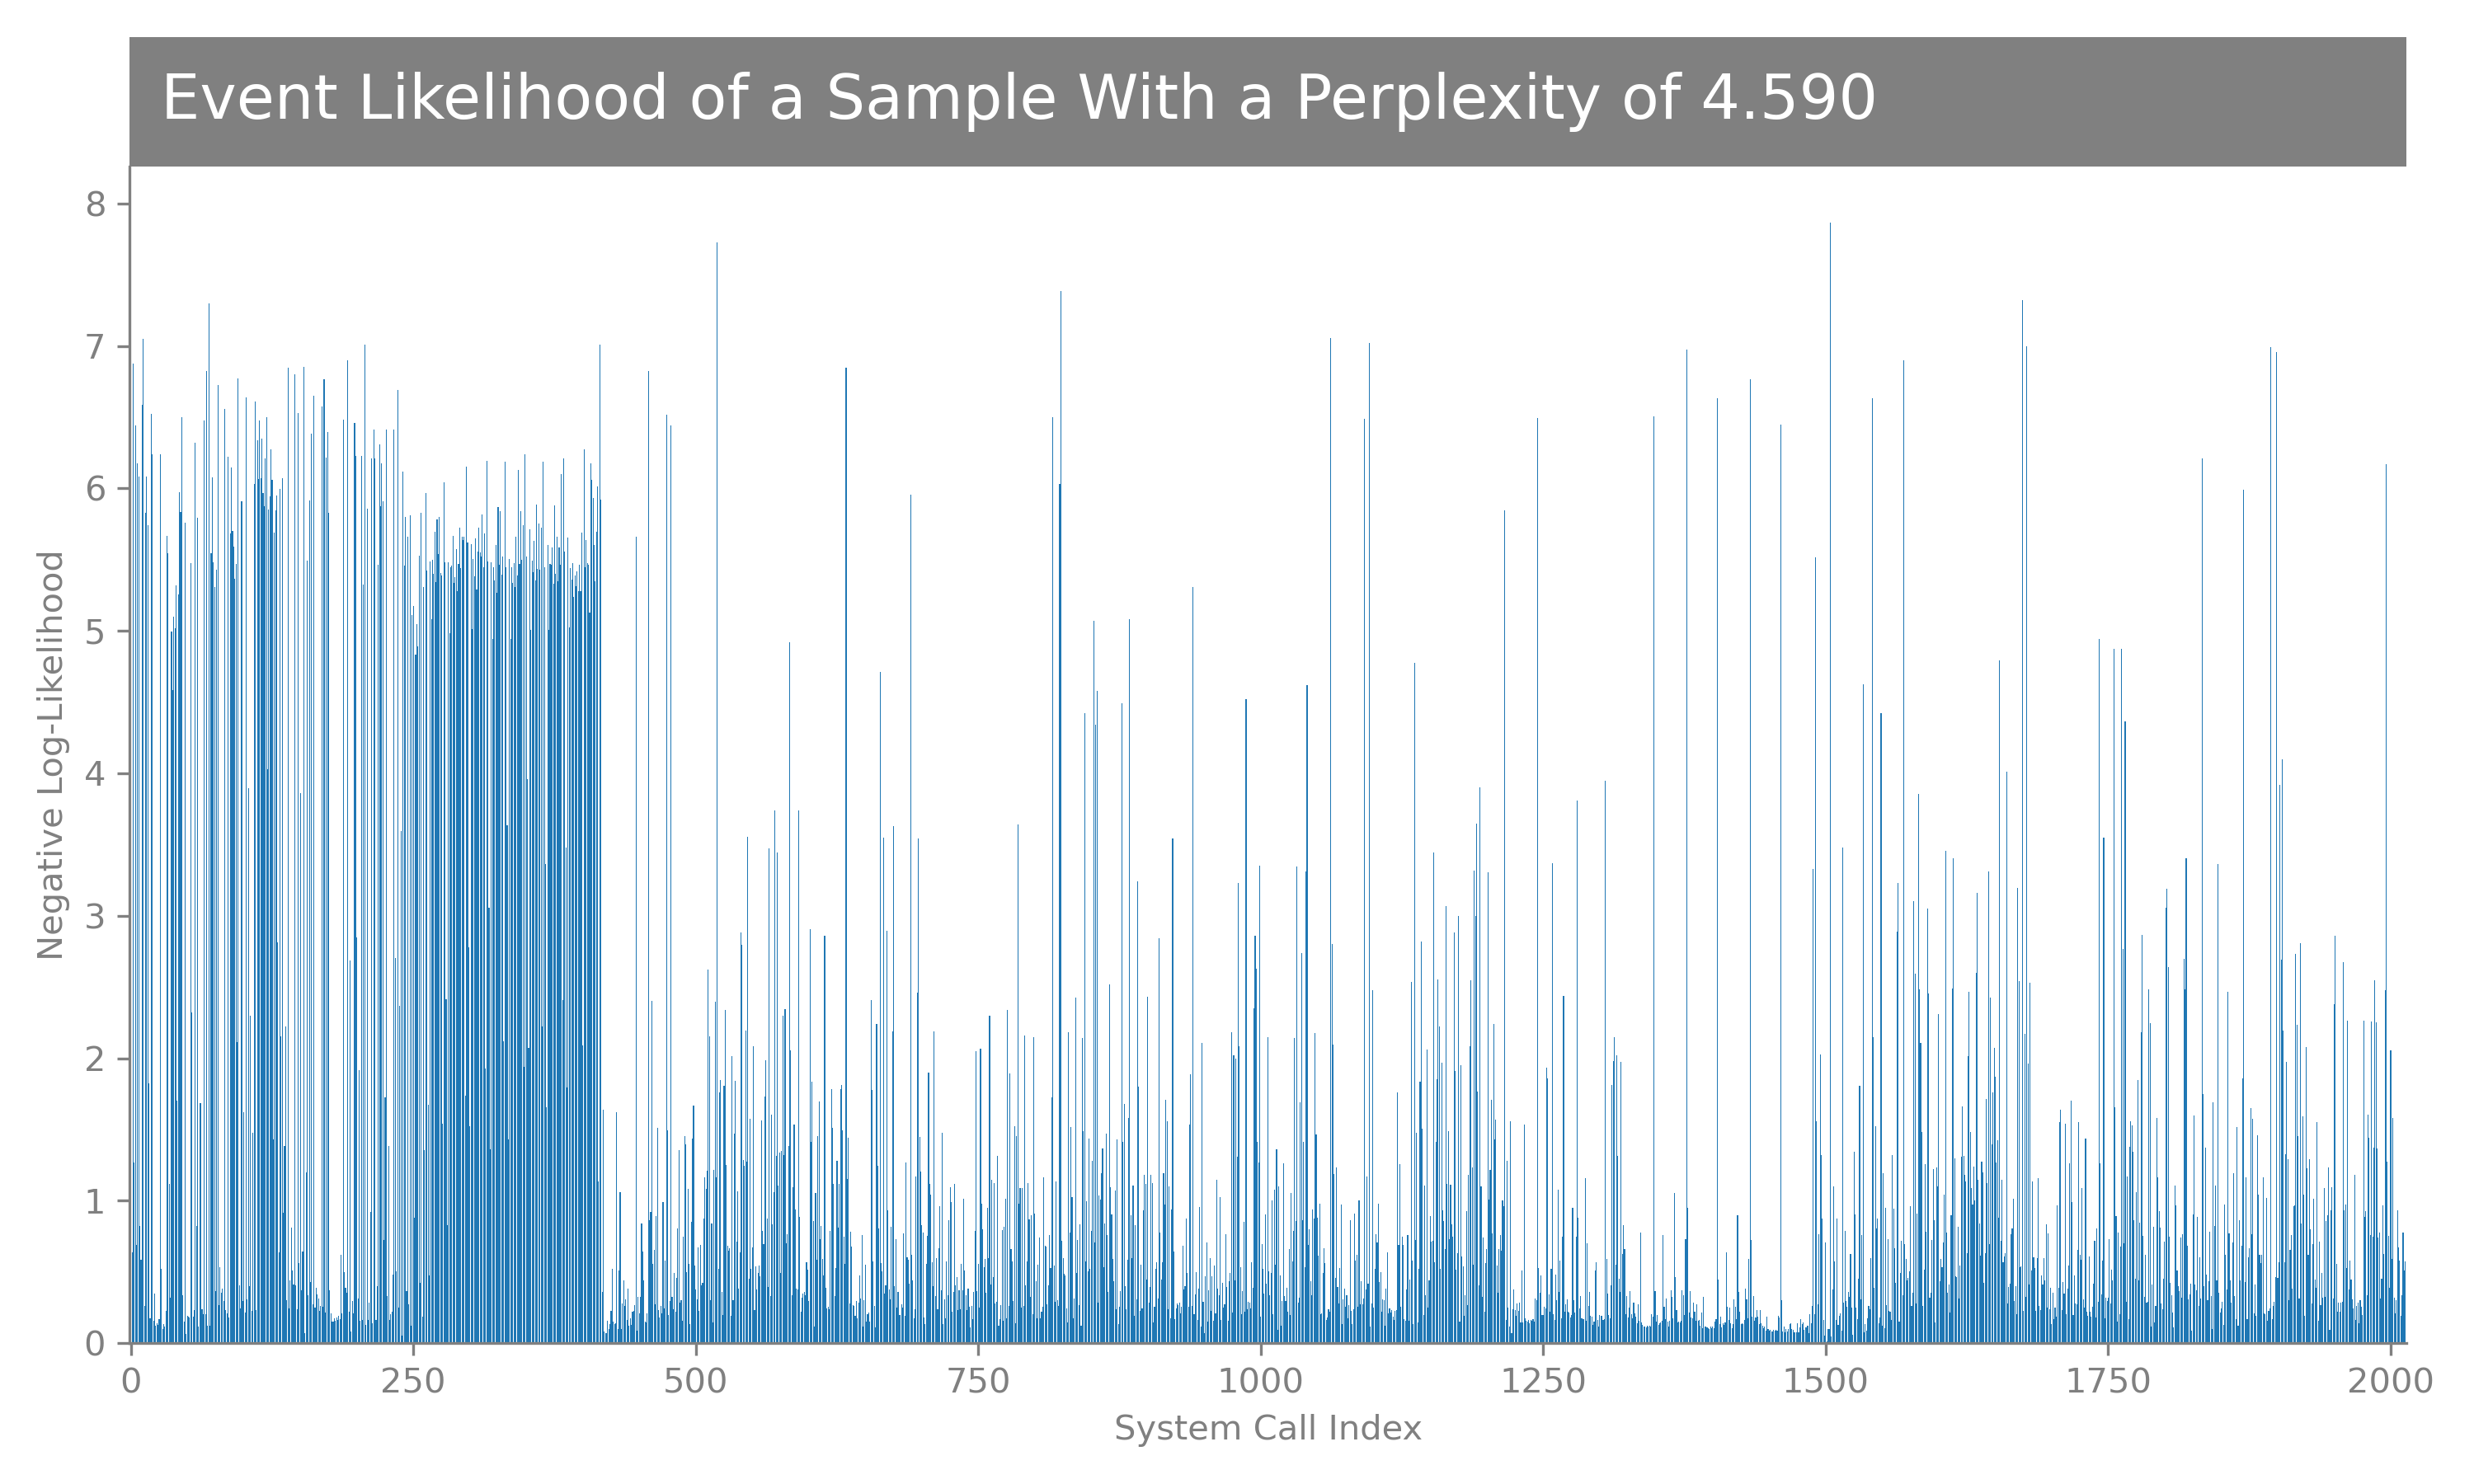 Event Likelihood of a Sample With a Perplexity of 4.590
8
7
6
5
4
3
2
1
0
Negative Log-Likelihood
0 250 500 750 1000 1250 1500 1750 2000
System Call Index